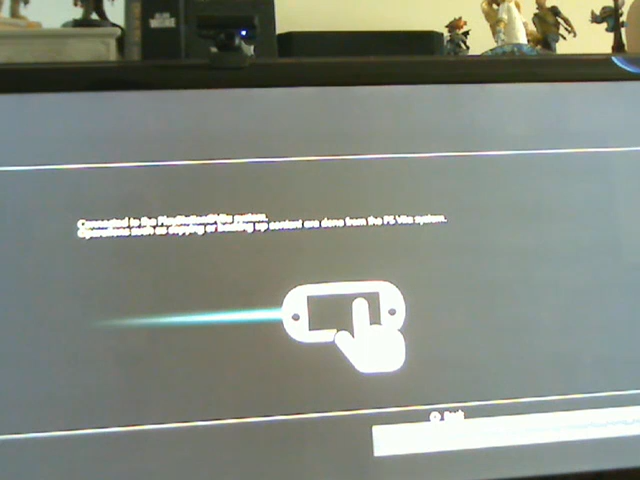 Connected to the PlayStation®Vita system.
Operations such as copying or backing up content are done from the PS Vita system.
Back